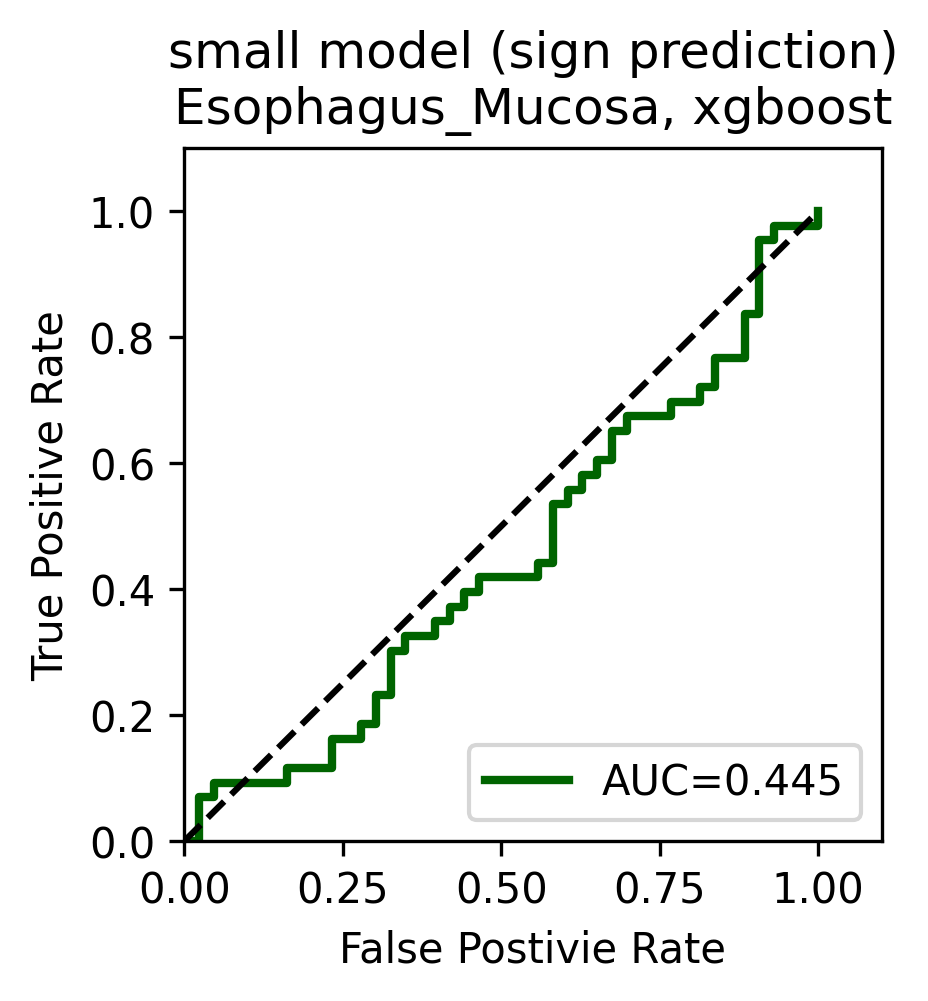 small model (sign prediction)
Esophagus_Mucosa, xgboost
True Positive Rate
1.0
0.8
0.6
0.4
0.2
0.0
AUC=0.445
0.00 0.25 0.50 0.75 1.00
False Postivie Rate